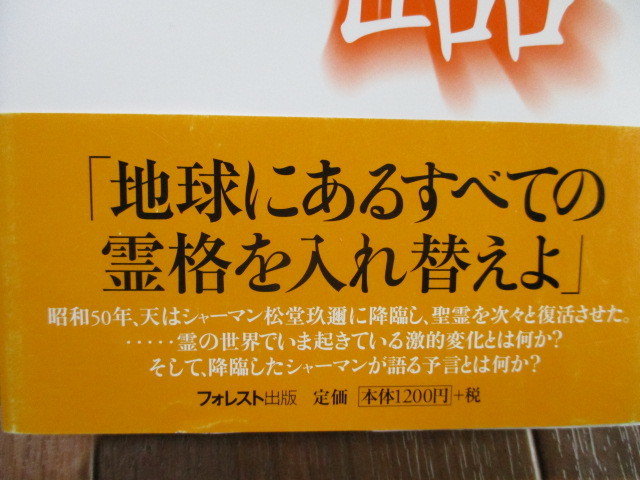 「地球にあるすべての
霊格を入れ替えよ」
昭和50年、天はシャーマン松堂玖邇に降臨し、聖霊を次々と復活させた。
‥‥‥霊の世界でいま起きている激的変化とは何か?
そして、降臨したシャーマンが語る予言とは何か?
フォレスト出版 定価 本体1200円+税